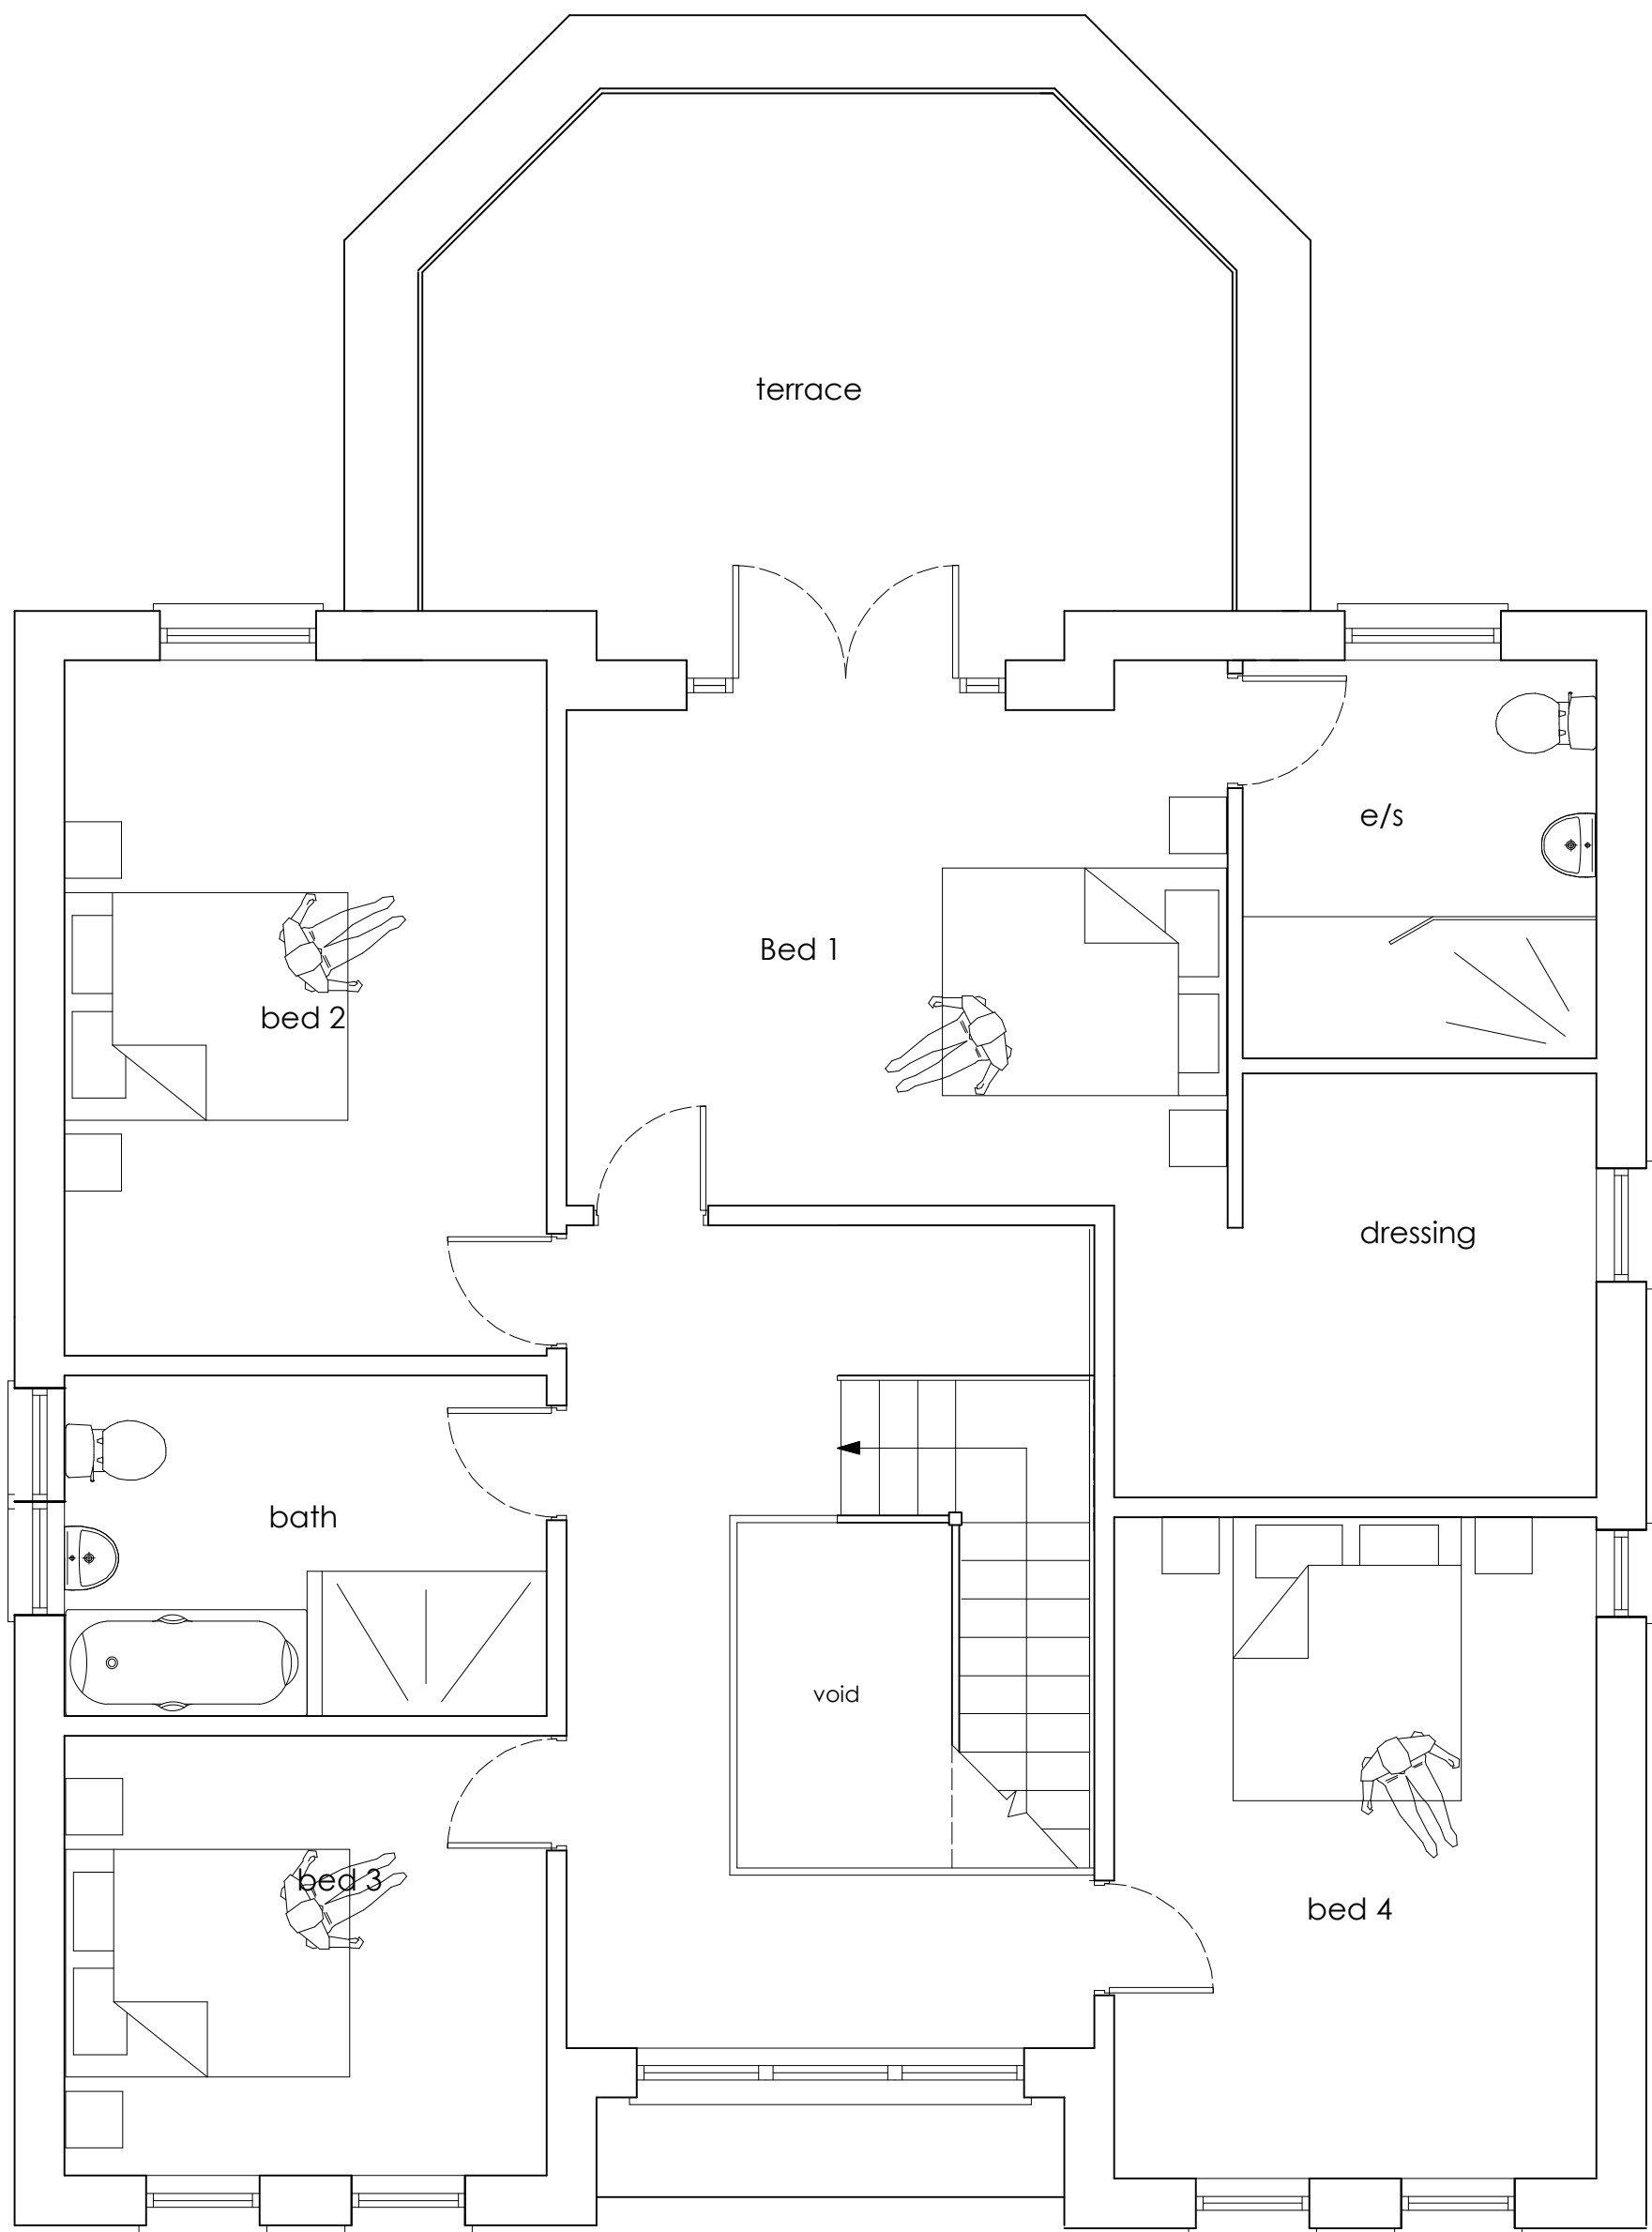 terrace
e/s
Bed 1
bed 2
dressing
bath
void
bed 3
bed 4